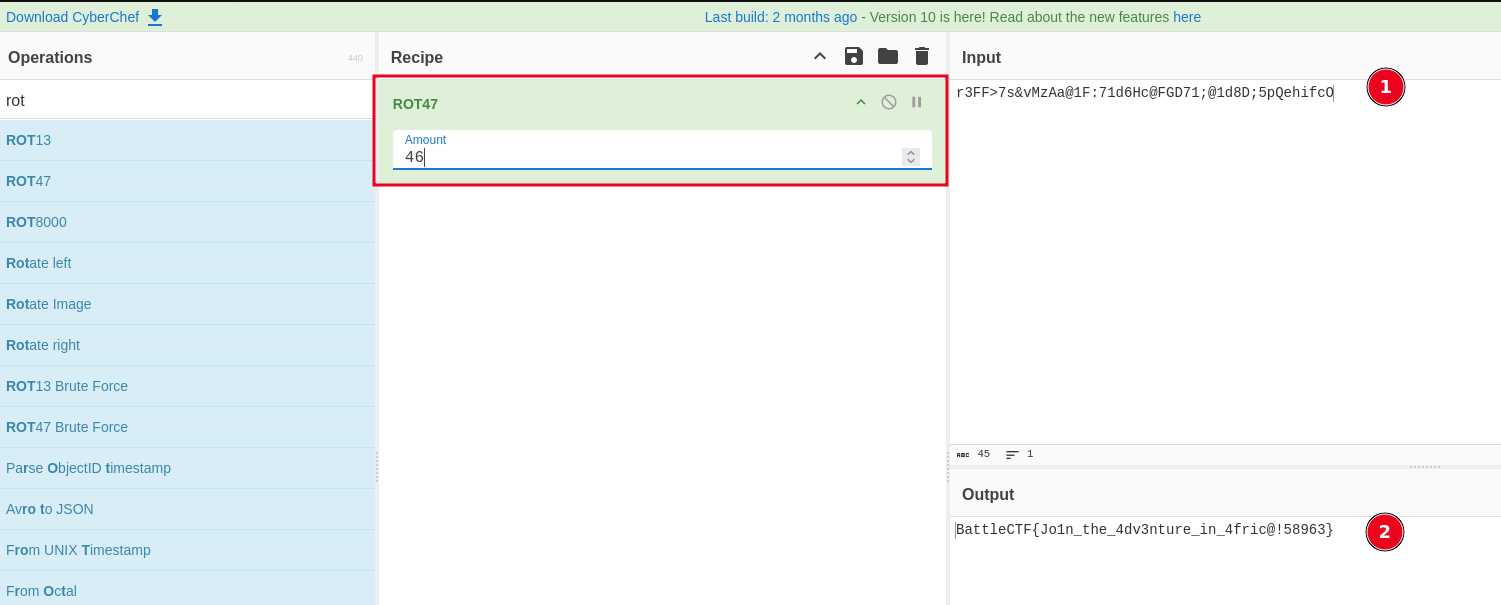 Download CyberChef
Last build: 2 months ago - Version 10 is here! Read about the new features here
Operations
440
rot
ROT13
ROT47
ROT8000
Rotate left
Rotate Image
Rotate right
ROT13 Brute Force
ROT47 Brute Force
Parse ObjectID timestamp
Avro to JSON
From UNIX Timestamp
From Octal
Recipe
ROT47
Amount
46
Input
r3FF>7s&vMzAa@1F:71d6Hc@FGD71;@1d8D;5pQehifcO
1
ABC 45
1
Output
BattleCTF{Jo1n_the_4dv3nture_in_4fric@!58963}
2